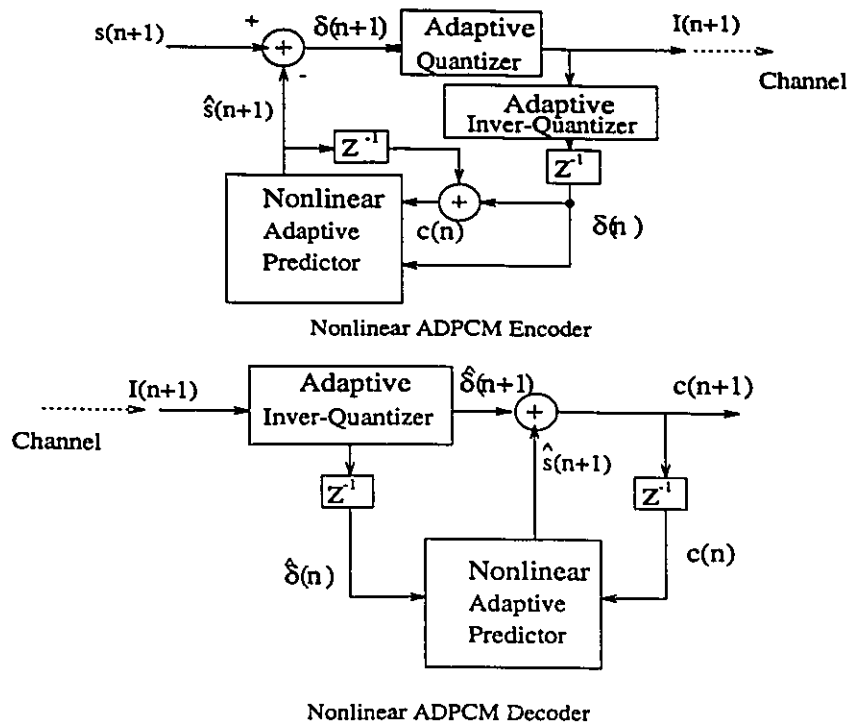 s(n+1)
+
+
δ(n+1)
Adaptive
Quantizer
I(n+1)
Channel
-
ŝ(n+1)
Adaptive
Inver-Quantizer
Z⁻¹
Z⁻¹
Nonlinear
Adaptive
Predictor
+
c(n)
δ(n)
Nonlinear ADPCM Encoder
I(n+1)
Channel
Adaptive
Inver-Quantizer
δ̂(n+1)
+
c(n+1)
ŝ(n+1)
Z⁻¹
Z⁻¹
δ̂(n)
c(n)
Nonlinear
Adaptive
Predictor
Nonlinear ADPCM Decoder